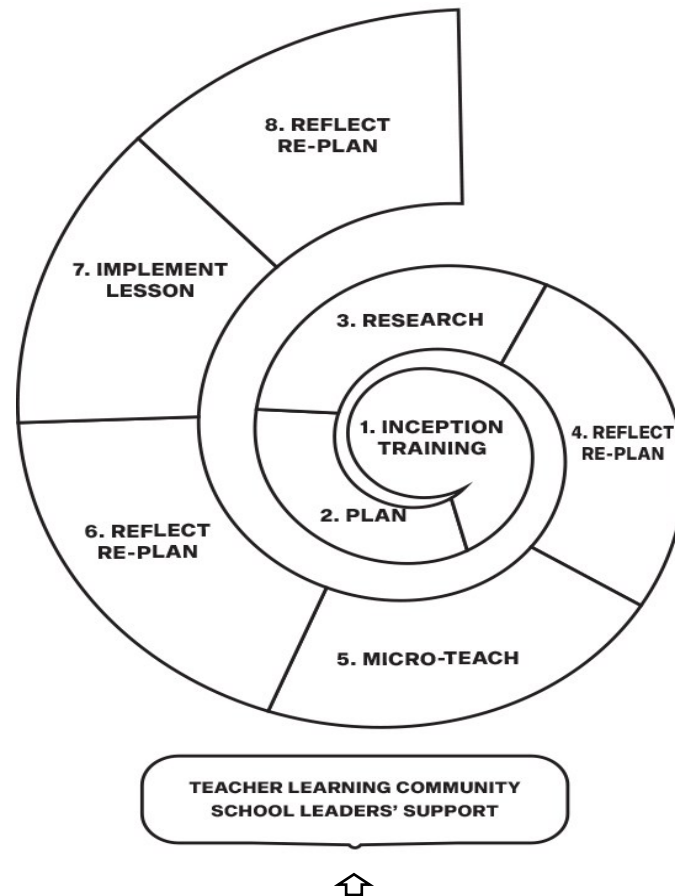 8. REFLECT
RE-PLAN
7. IMPLEMENT
LESSON
3. RESEARCH
1. INCEPTION
TRAINING
4. REFLECT
RE-PLAN
2. PLAN
6. REFLECT
RE-PLAN
5. MICRO-TEACH
TEACHER LEARNING COMMUNITY
SCHOOL LEADERS' SUPPORT